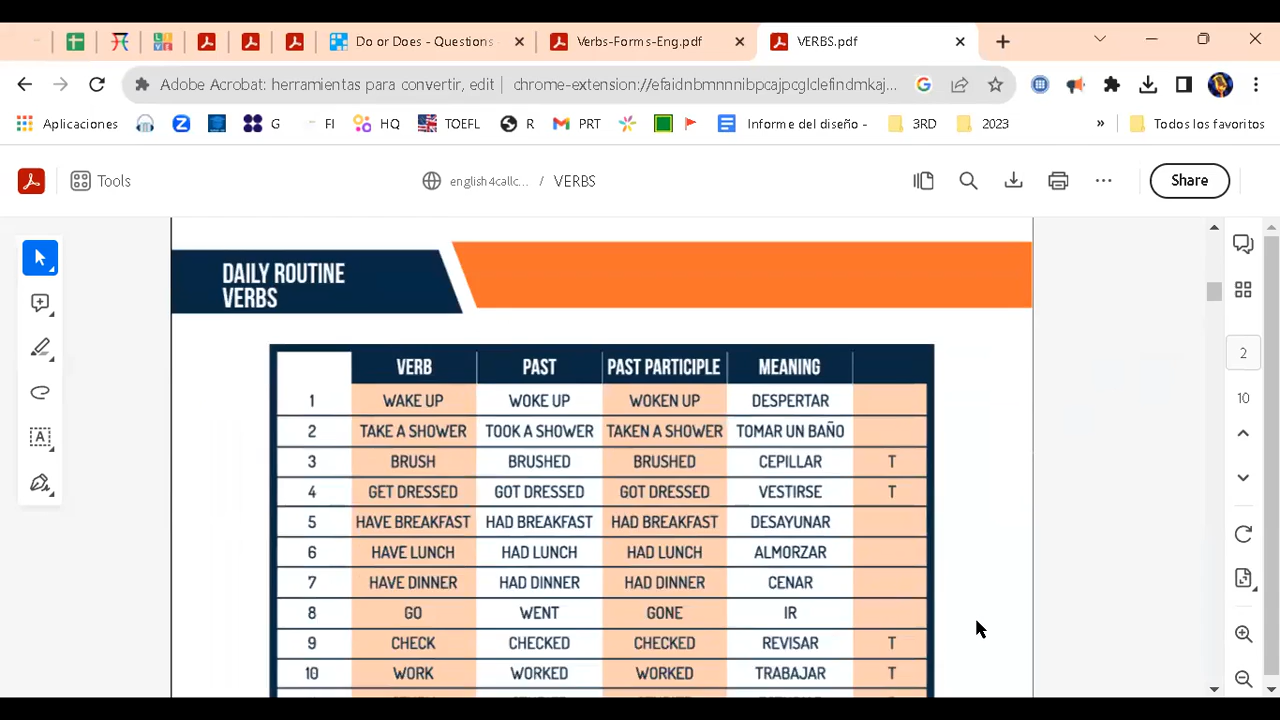 Do or Does - Questions
Verbs-Forms-Eng.pdf
VERBS.pdf
Adobe Acrobat: herramientas para convertir, edit | chrome-extension://efaidnbmnnnibpcajpcglclefindmkaj...
Aplicaciones
G
FI
HQ
TOEFL
R
PRT
Informe del diseño -
3RD
2023
»
Todos los favoritos
Tools
english4callc... / VERBS
Share
DAILY ROUTINE
VERBS
VERB PAST PAST PARTICIPLE MEANING
1 WAKE UP WOKE UP WOKEN UP DESPERTAR
2 TAKE A SHOWER TOOK A SHOWER TAKEN A SHOWER TOMAR UN BAÑO
3 BRUSH BRUSHED BRUSHED CEPILLAR T
4 GET DRESSED GOT DRESSED GOT DRESSED VESTIRSE T
5 HAVE BREAKFAST HAD BREAKFAST HAD BREAKFAST DESAYUNAR
6 HAVE LUNCH HAD LUNCH HAD LUNCH ALMORZAR
7 HAVE DINNER HAD DINNER HAD DINNER CENAR
8 GO WENT GONE IR
9 CHECK CHECKED CHECKED REVISAR T
10 WORK WORKED WORKED TRABAJAR T
2
10